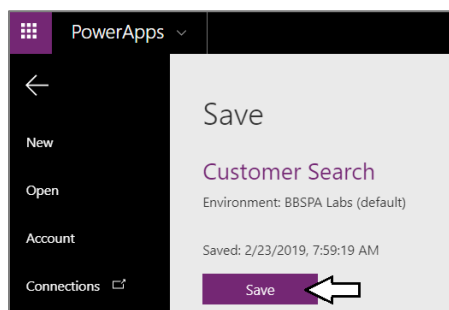 PowerApps
Save
New
Customer Search
Open
Environment: BBSPA Labs (default)
Account
Saved: 2/23/2019, 7:59:19 AM
Connections
Save